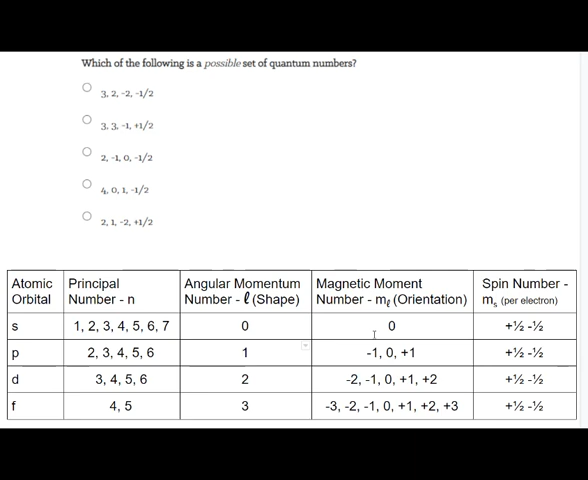 Which of the following is a possible set of quantum numbers?
3, 2, -2, -1/2
3, 3, -1, +1/2
2, -1, 0, -1/2
4, 0, 1, -1/2
2, 1, -2, +1/2
Atomic Orbital Principal Number - n Angular Momentum Number - ℓ (Shape) Magnetic Moment Number - mℓ (Orientation) Spin Number - ms (per electron)
s 1, 2, 3, 4, 5, 6, 7 0 0 +½ -½
p 2, 3, 4, 5, 6 1 -1, 0, +1 +½ -½
d 3, 4, 5, 6 2 -2, -1, 0, +1, +2 +½ -½
f 4, 5 3 -3, -2, -1, 0, +1, +2, +3 +½ -½